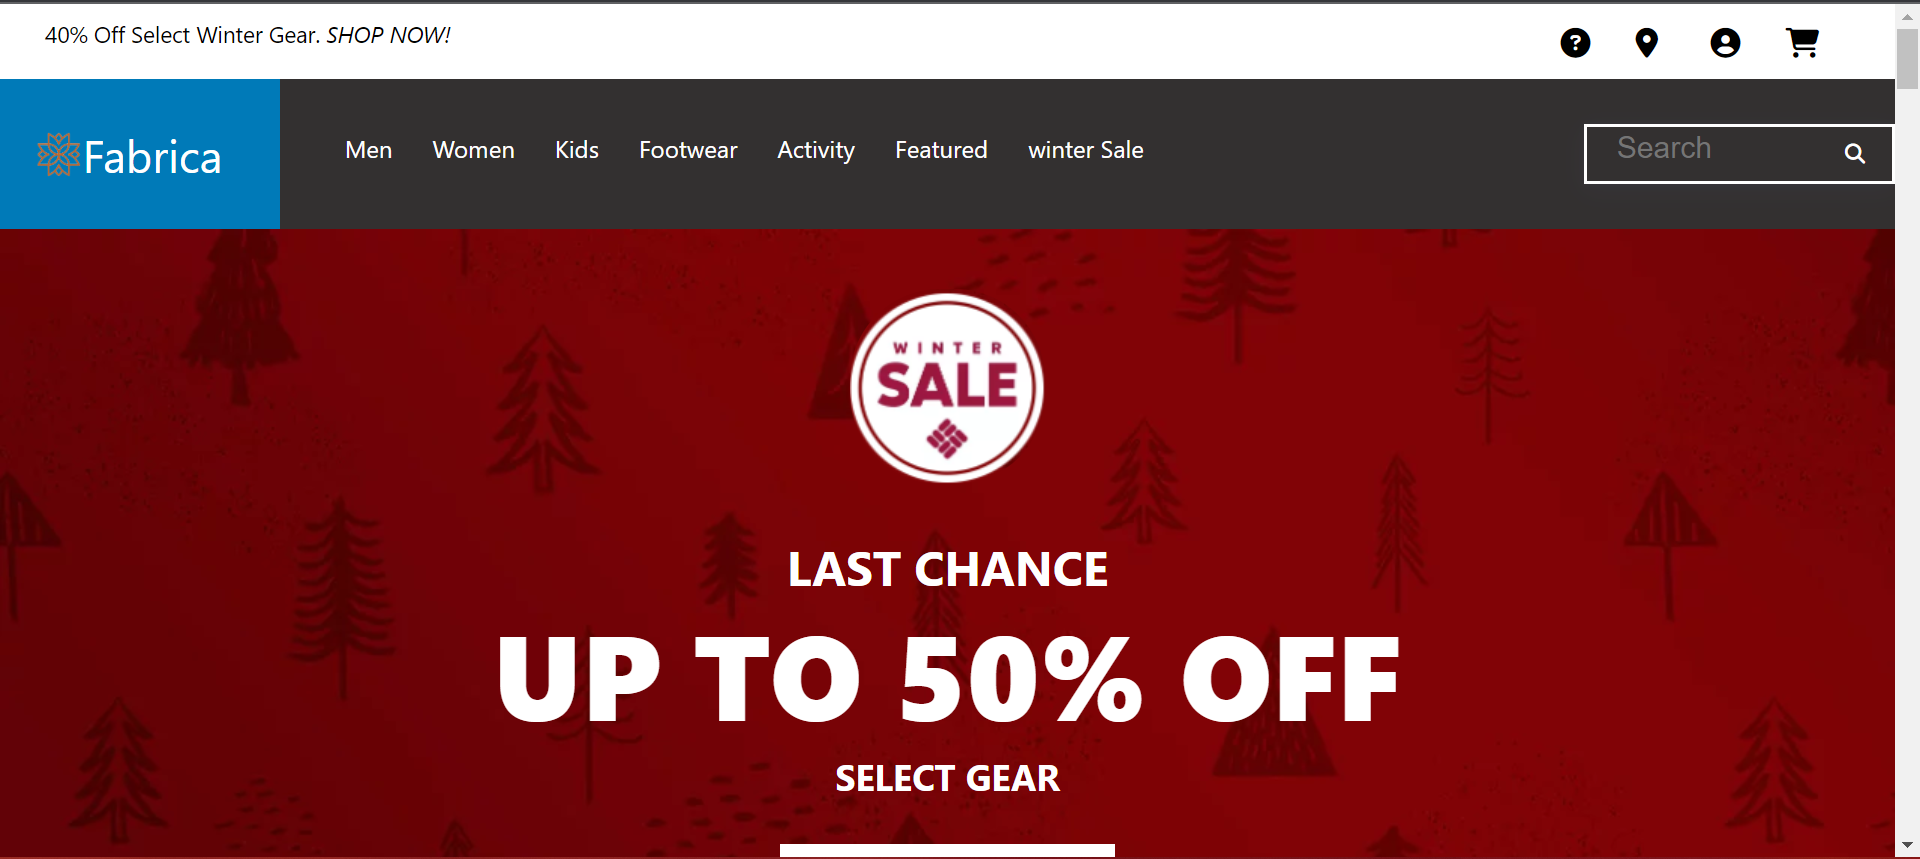 40% Off Select Winter Gear. SHOP NOW!
Fabrica
Men Women Kids Footwear Activity Featured winter Sale
Search
WINTER
SALE
LAST CHANCE
UP TO 50% OFF
SELECT GEAR